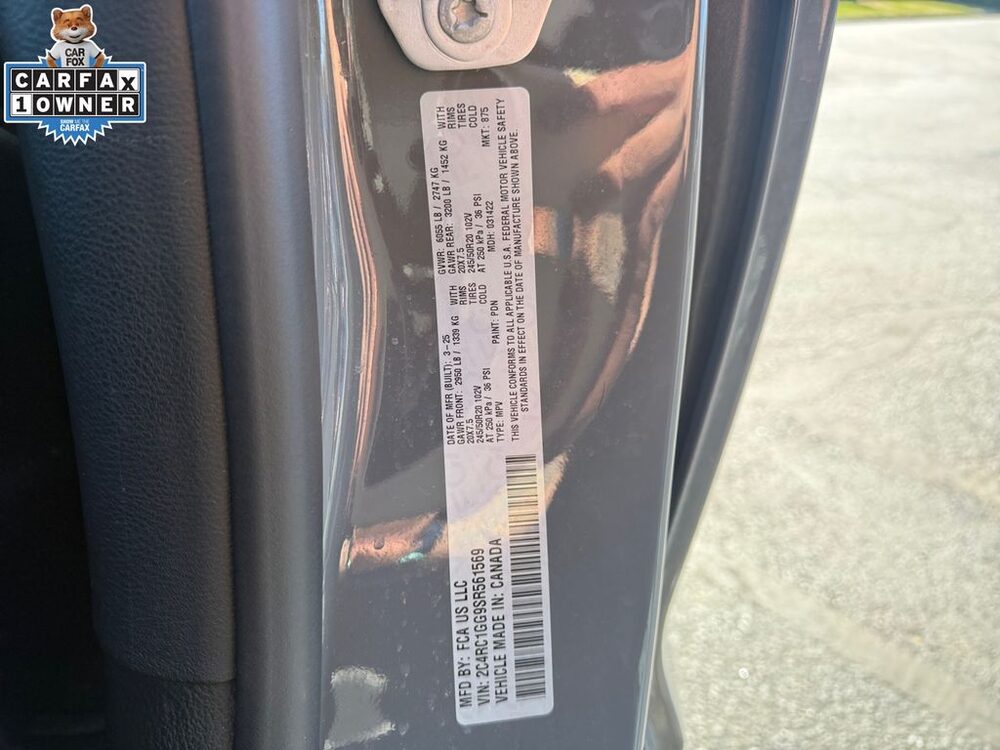 CAR
FOX
CARFAX
1 OWNER
SHOW ME THE
CARFAX
MFD BY: FCA US LLC
VIN: 2C4RC1GG9SR561569
VEHICLE MADE IN: CANADA
DATE OF MFR (BUILT): 3-25
GVWR: 6055 LB / 2747 KG
GAWR FRONT: 2950 LB / 1339 KG WITH
GAWR REAR: 3200 LB / 1452 KG WITH
20X7.5 RIMS
20X7.5 RIMS
245/50R20 102V TIRES
245/50R20 102V TIRES
AT 250 kPa / 36 PSI COLD
AT 250 kPa / 36 PSI COLD
TYPE: MPV PAINT: PDN MDH: 031422 MKT: 875
THIS VEHICLE CONFORMS TO ALL APPLICABLE U.S.A. FEDERAL MOTOR VEHICLE SAFETY
STANDARDS IN EFFECT ON THE DATE OF MANUFACTURE SHOWN ABOVE.